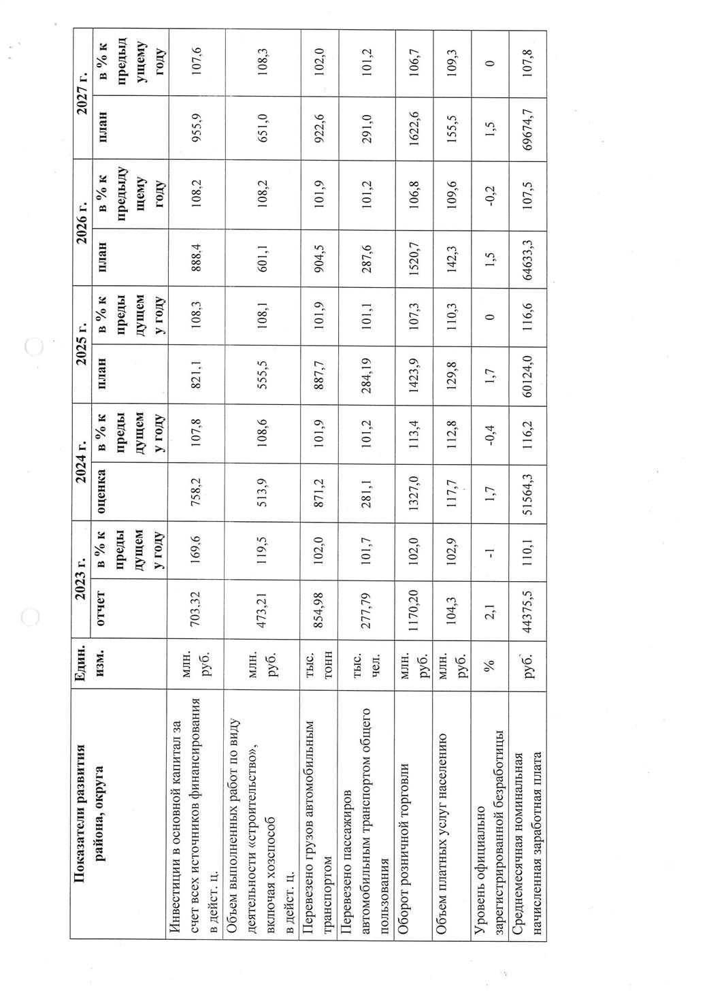 Показатели развития района, округа | Един. изм. | 2023 г. | 2024 г. | 2025 г. | 2026 г. | 2027 г.
отчет | в % к предыдущему году | оценка | в % к предыдущему году | план | в % к предыдущему году | план | в % к предыдущему году | план | в % к предыдущему году
Инвестиции в основной капитал за счет всех источников финансирования в дейст. ц. | млн. руб. | 703,32 | 169,6 | 758,2 | 107,8 | 821,1 | 108,3 | 888,4 | 108,2 | 955,9 | 107,6
Объем выполненных работ по виду деятельности «строительство», включая хозспособ в дейст. ц. | млн. руб. | 473,21 | 119,5 | 513,9 | 108,6 | 555,5 | 108,1 | 601,1 | 108,2 | 651,0 | 108,3
Перевезено грузов автомобильным транспортом | тыс. тонн | 854,98 | 102,0 | 871,2 | 101,9 | 887,7 | 101,9 | 904,5 | 101,9 | 922,6 | 102,0
Перевезено пассажиров автомобильным транспортом общего пользования | тыс. чел. | 277,79 | 101,7 | 281,1 | 101,2 | 284,19 | 101,1 | 287,6 | 101,2 | 291,0 | 101,2
Оборот розничной торговли | млн. руб. | 1170,20 | 102,0 | 1327,0 | 113,4 | 1423,9 | 107,3 | 1520,7 | 106,8 | 1622,6 | 106,7
Объем платных услуг населению | млн. руб. | 104,3 | 102,9 | 117,7 | 112,8 | 129,8 | 110,3 | 142,3 | 109,6 | 155,5 | 109,3
Уровень официально зарегистрированной безработицы | % | 2,1 | -1 | 1,7 | -0,4 | 1,7 | 0 | 1,5 | -0,2 | 1,5 | 0
Среднемесячная номинальная начисленная заработная плата | руб. | 44375,5 | 110,1 | 51564,3 | 116,2 | 60124,0 | 116,6 | 64633,3 | 107,5 | 69674,7 | 107,8